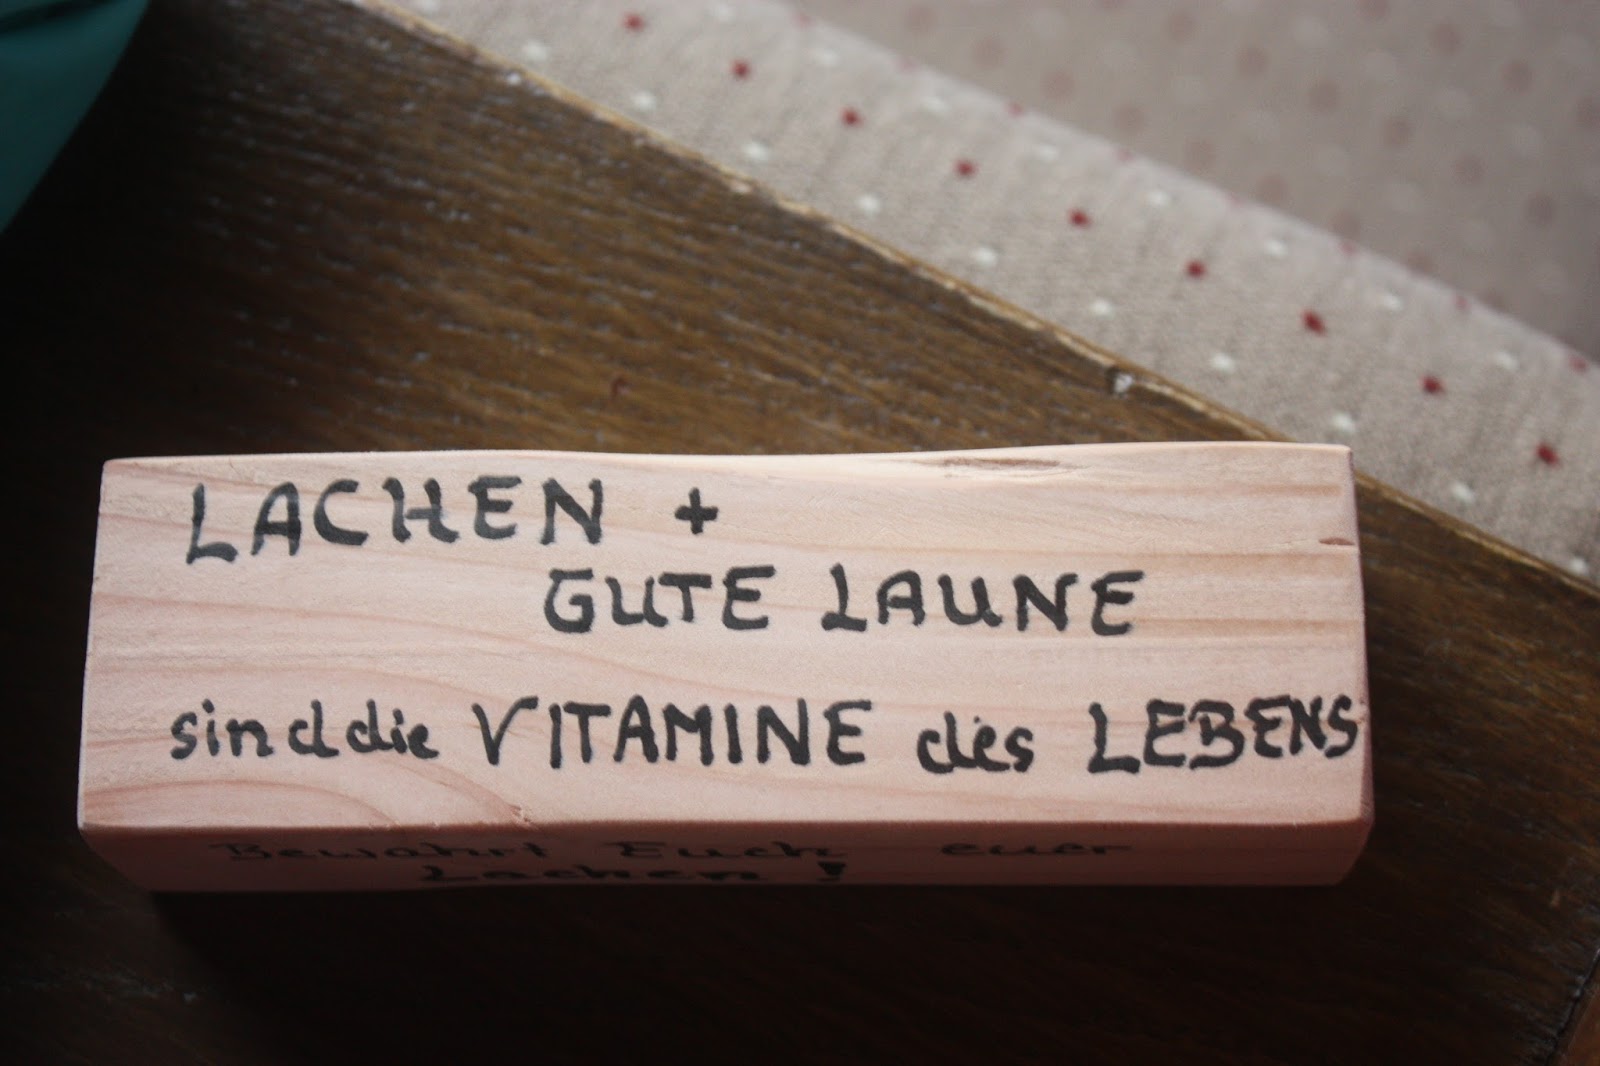 LACHEN +
GUTE LAUNE
sind die VITAMINE des LEBENS
Bewahrt Euch euer
Lachen!